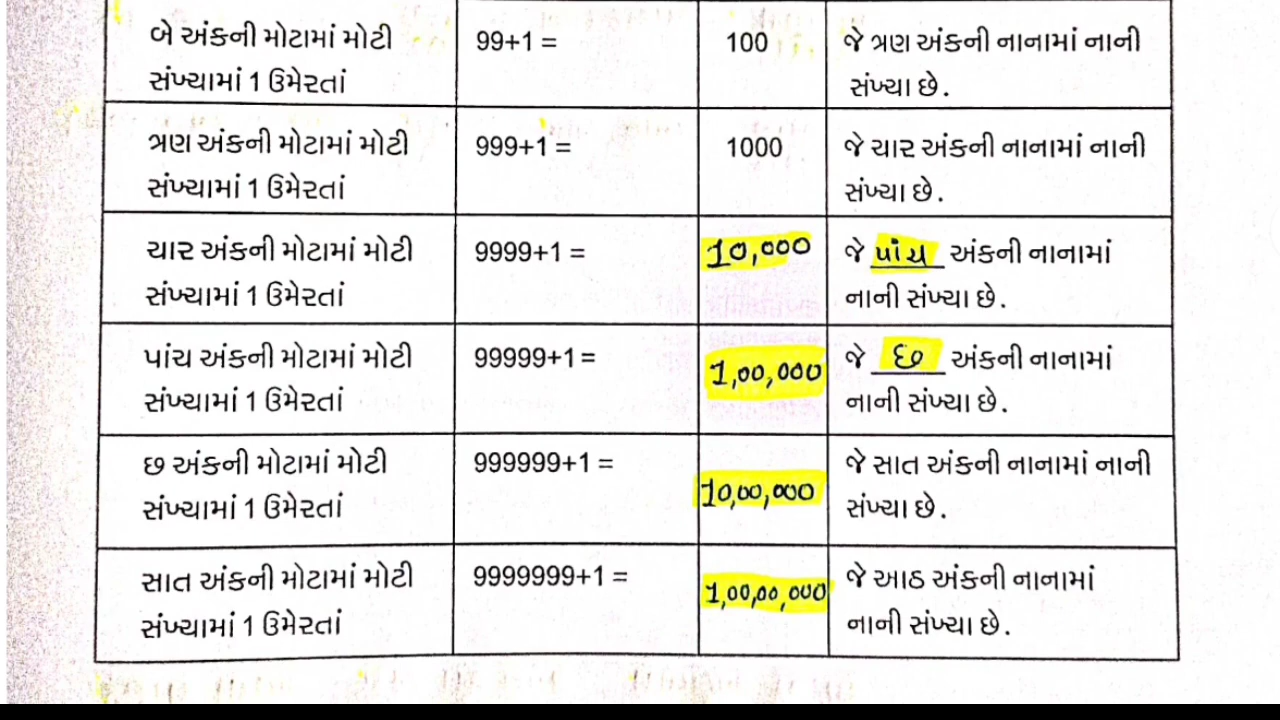 બે અંકની મોટામાં મોટી 99+1 = 100 જે ત્રણ અંકની નાનામાં નાની
સંખ્યામાં 1 ઉમેરતાં સંખ્યા છે.
ત્રણ અંકની મોટામાં મોટી 999+1 = 1000 જે ચાર અંકની નાનામાં નાની
સંખ્યામાં 1 ઉમેરતાં સંખ્યા છે.
ચાર અંકની મોટામાં મોટી 9999+1 = 10,000 જે પાંચ અંકની નાનામાં
સંખ્યામાં 1 ઉમેરતાં નાની સંખ્યા છે.
પાંચ અંકની મોટામાં મોટી 99999+1 = 1,00,000 જે છ અંકની નાનામાં
સંખ્યામાં 1 ઉમેરતાં નાની સંખ્યા છે.
છ અંકની મોટામાં મોટી 999999+1 = 10,00,000 જે સાત અંકની નાનામાં નાની
સંખ્યામાં 1 ઉમેરતાં સંખ્યા છે.
સાત અંકની મોટામાં મોટી 9999999+1 = 1,00,00,000 જે આઠ અંકની નાનામાં
સંખ્યામાં 1 ઉમેરતાં નાની સંખ્યા છે.